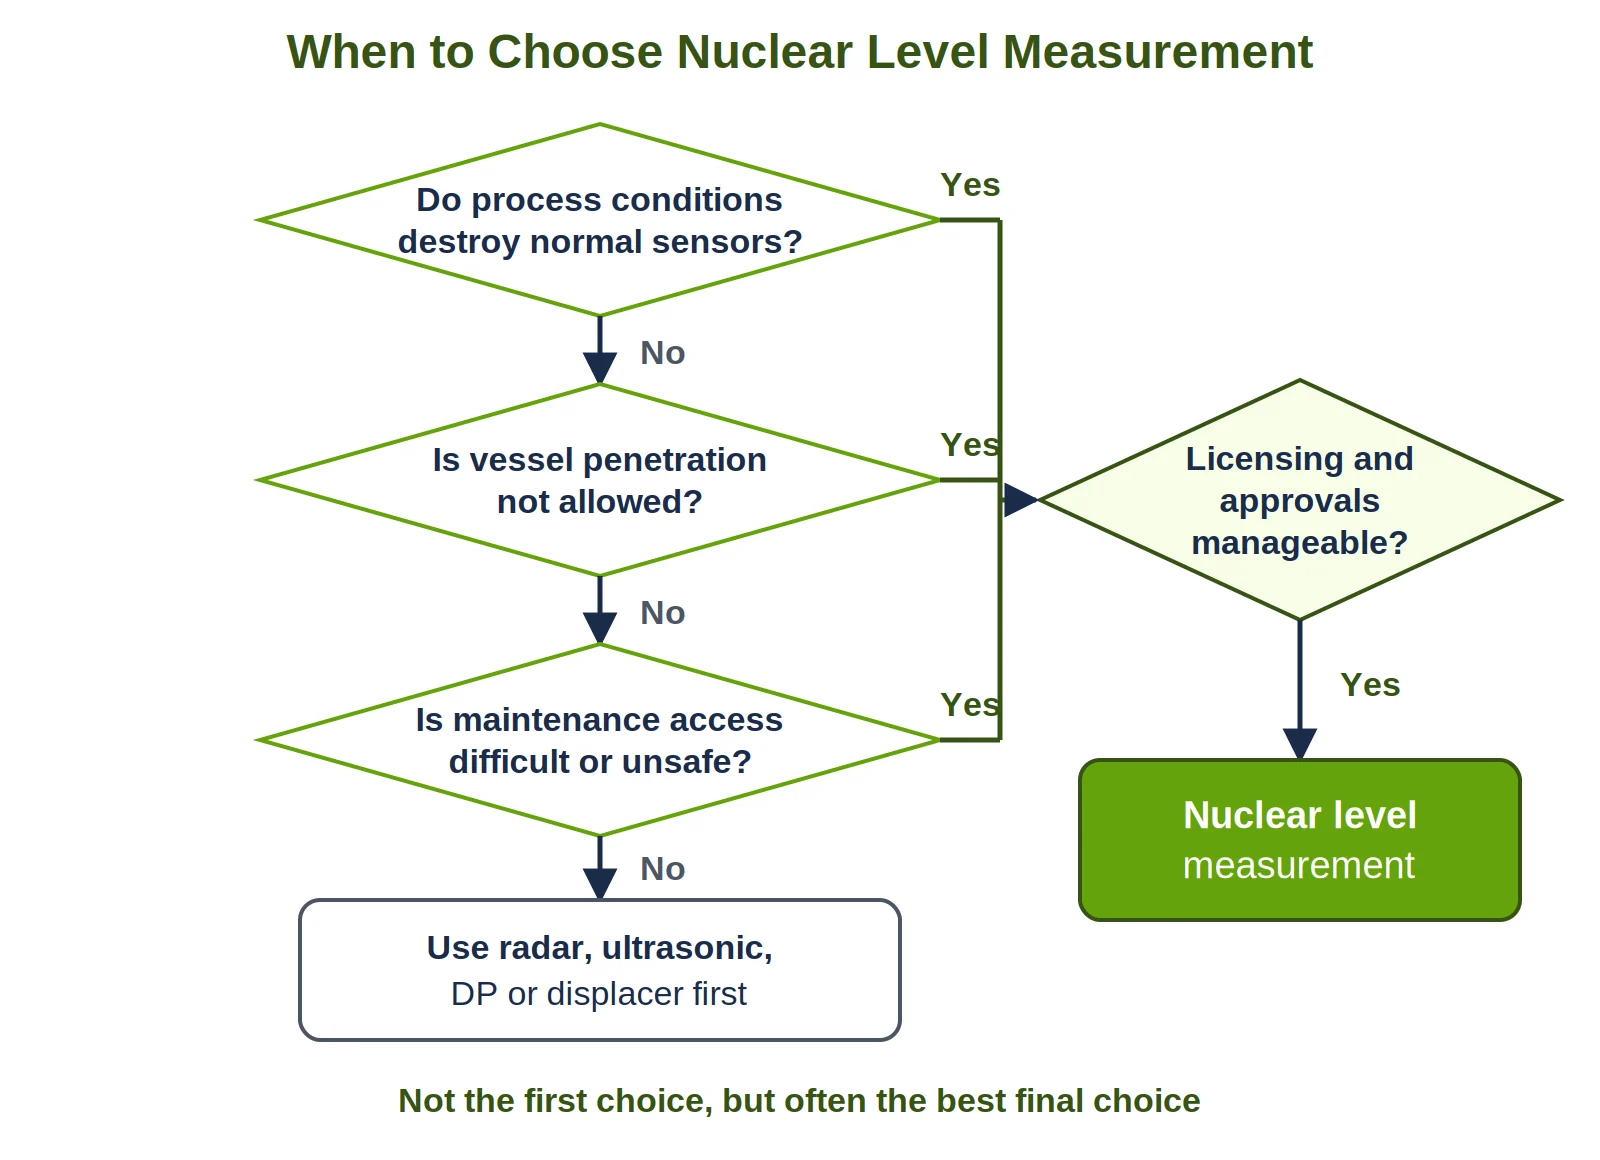 When to Choose Nuclear Level Measurement
Do process conditions
destroy normal sensors?
Yes
No
Is vessel penetration
not allowed?
Yes
No
Is maintenance access
difficult or unsafe?
Yes
No
Use radar, ultrasonic,
DP or displacer first
Licensing and
approvals
manageable?
Yes
Nuclear level
measurement
Not the first choice, but often the best final choice